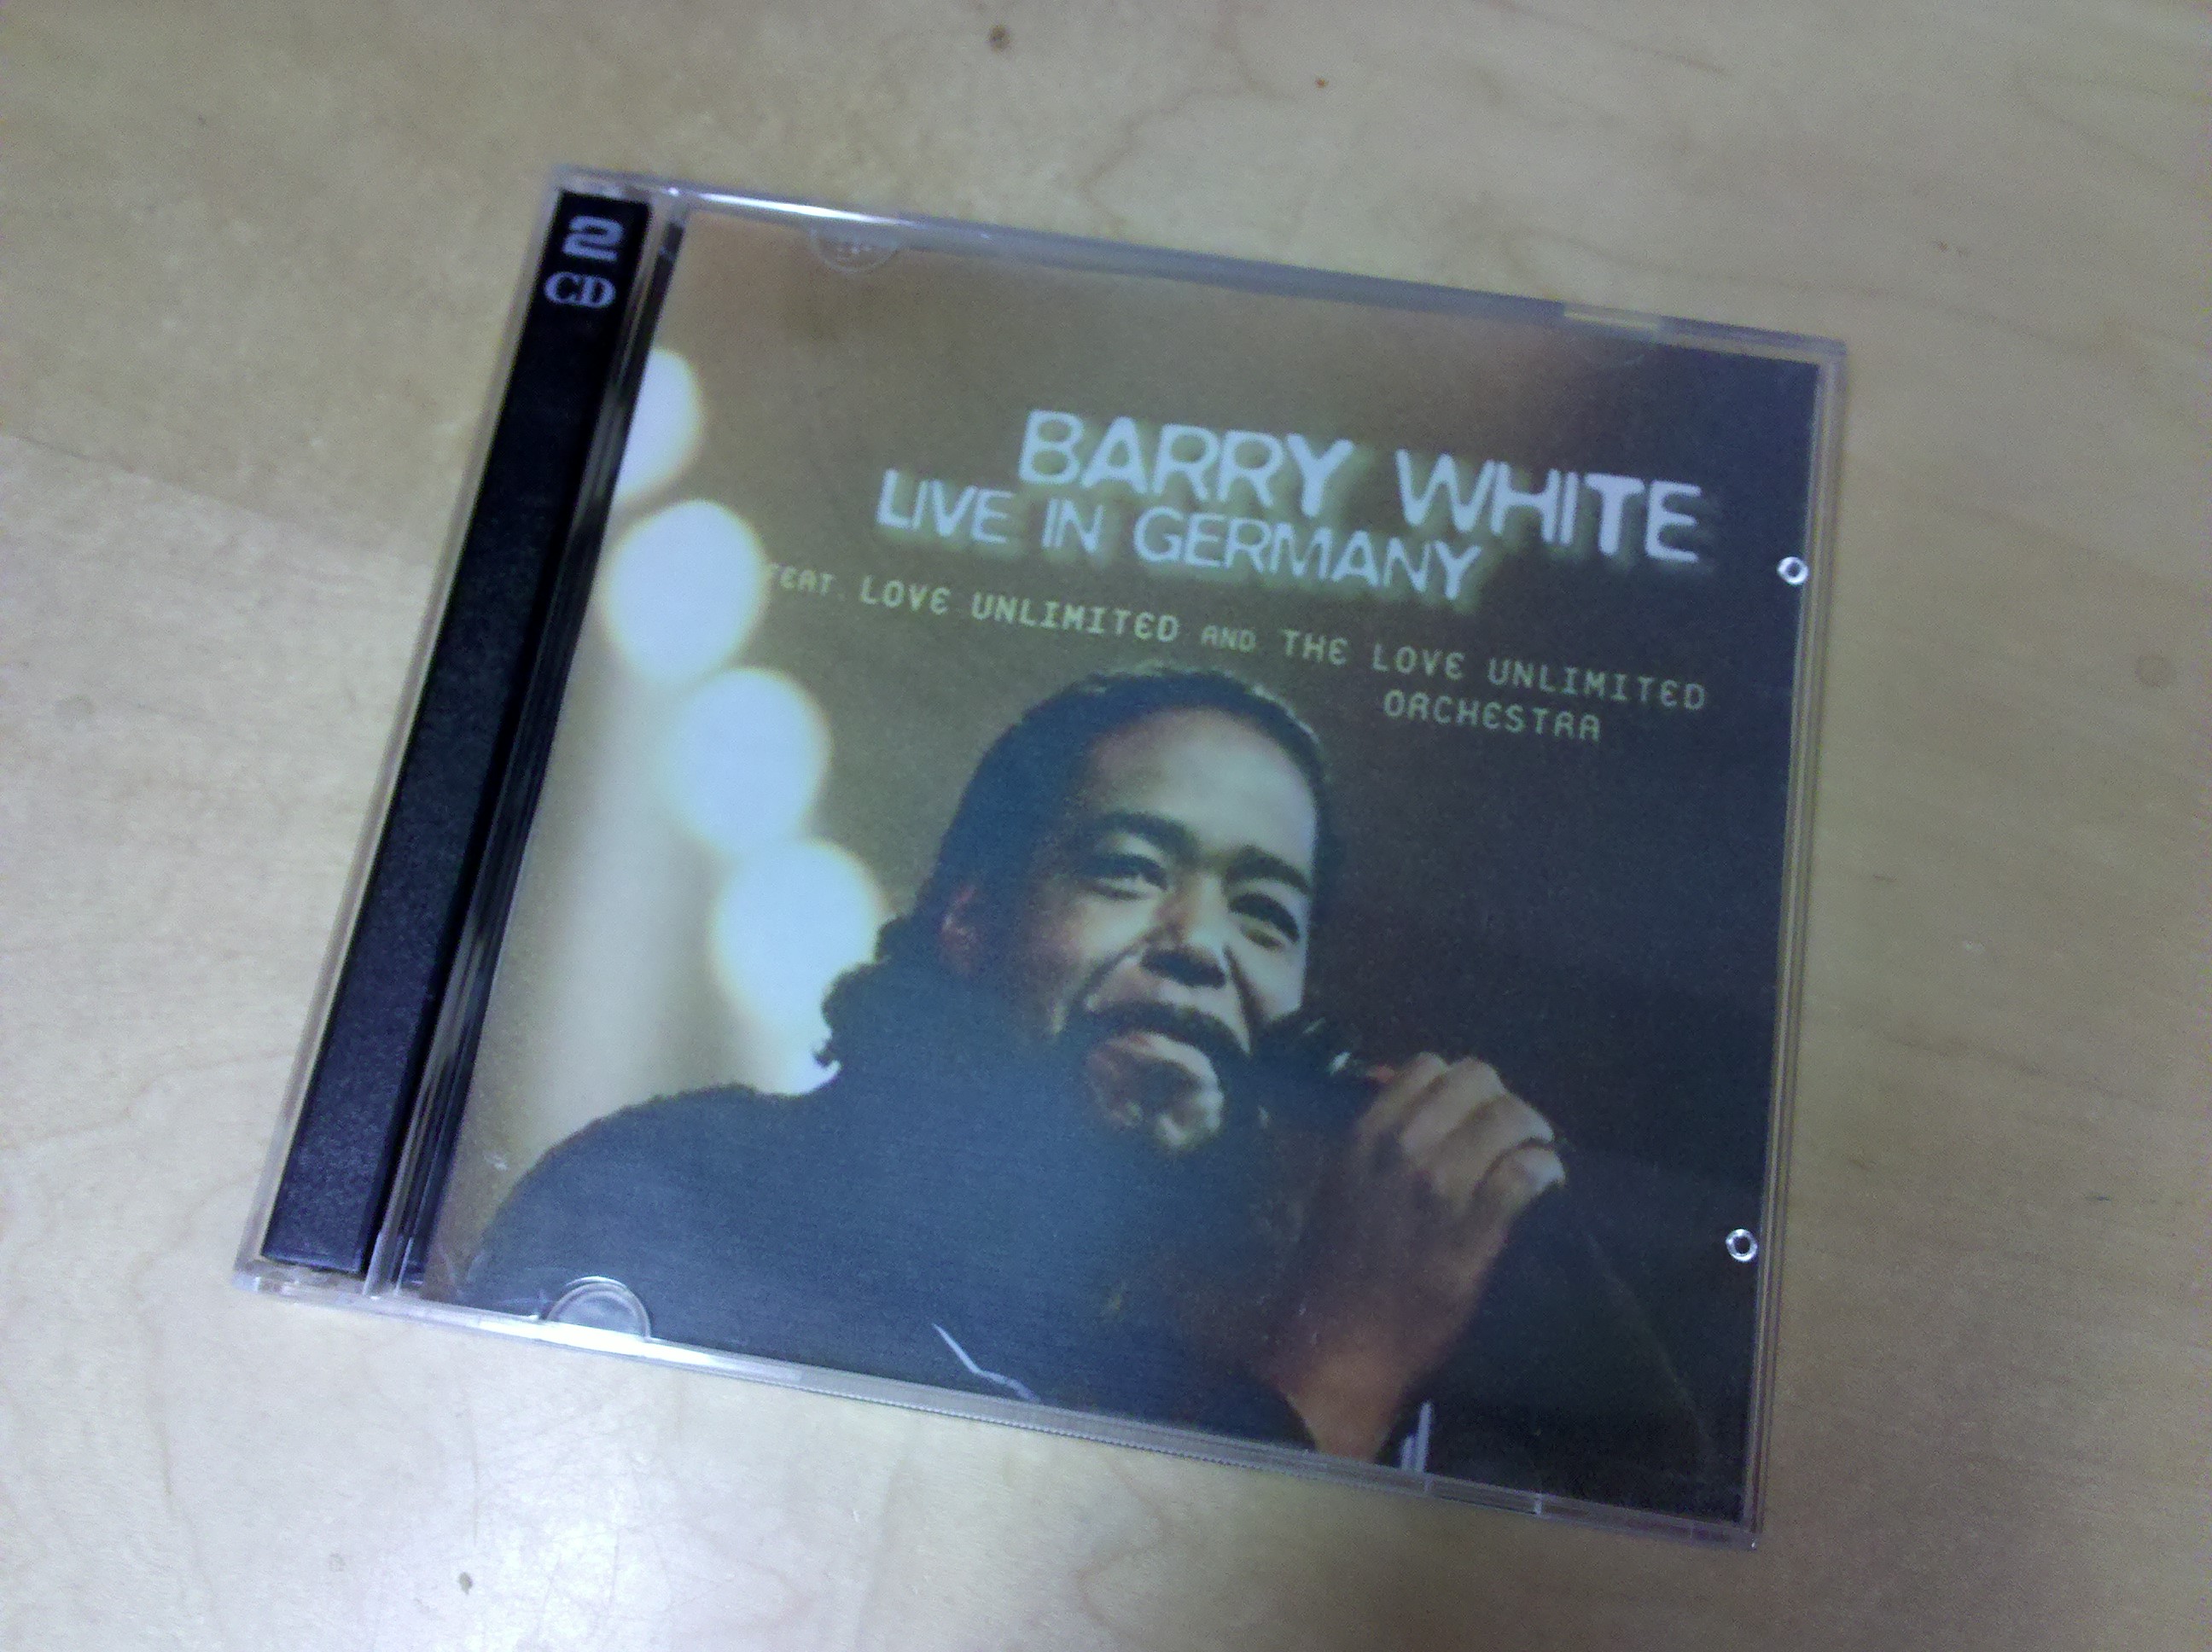 2
CD
BARRY WHITE
LIVE IN GERMANY
FEAT. LOVE UNLIMITED AND THE LOVE UNLIMITED
ORCHESTRA